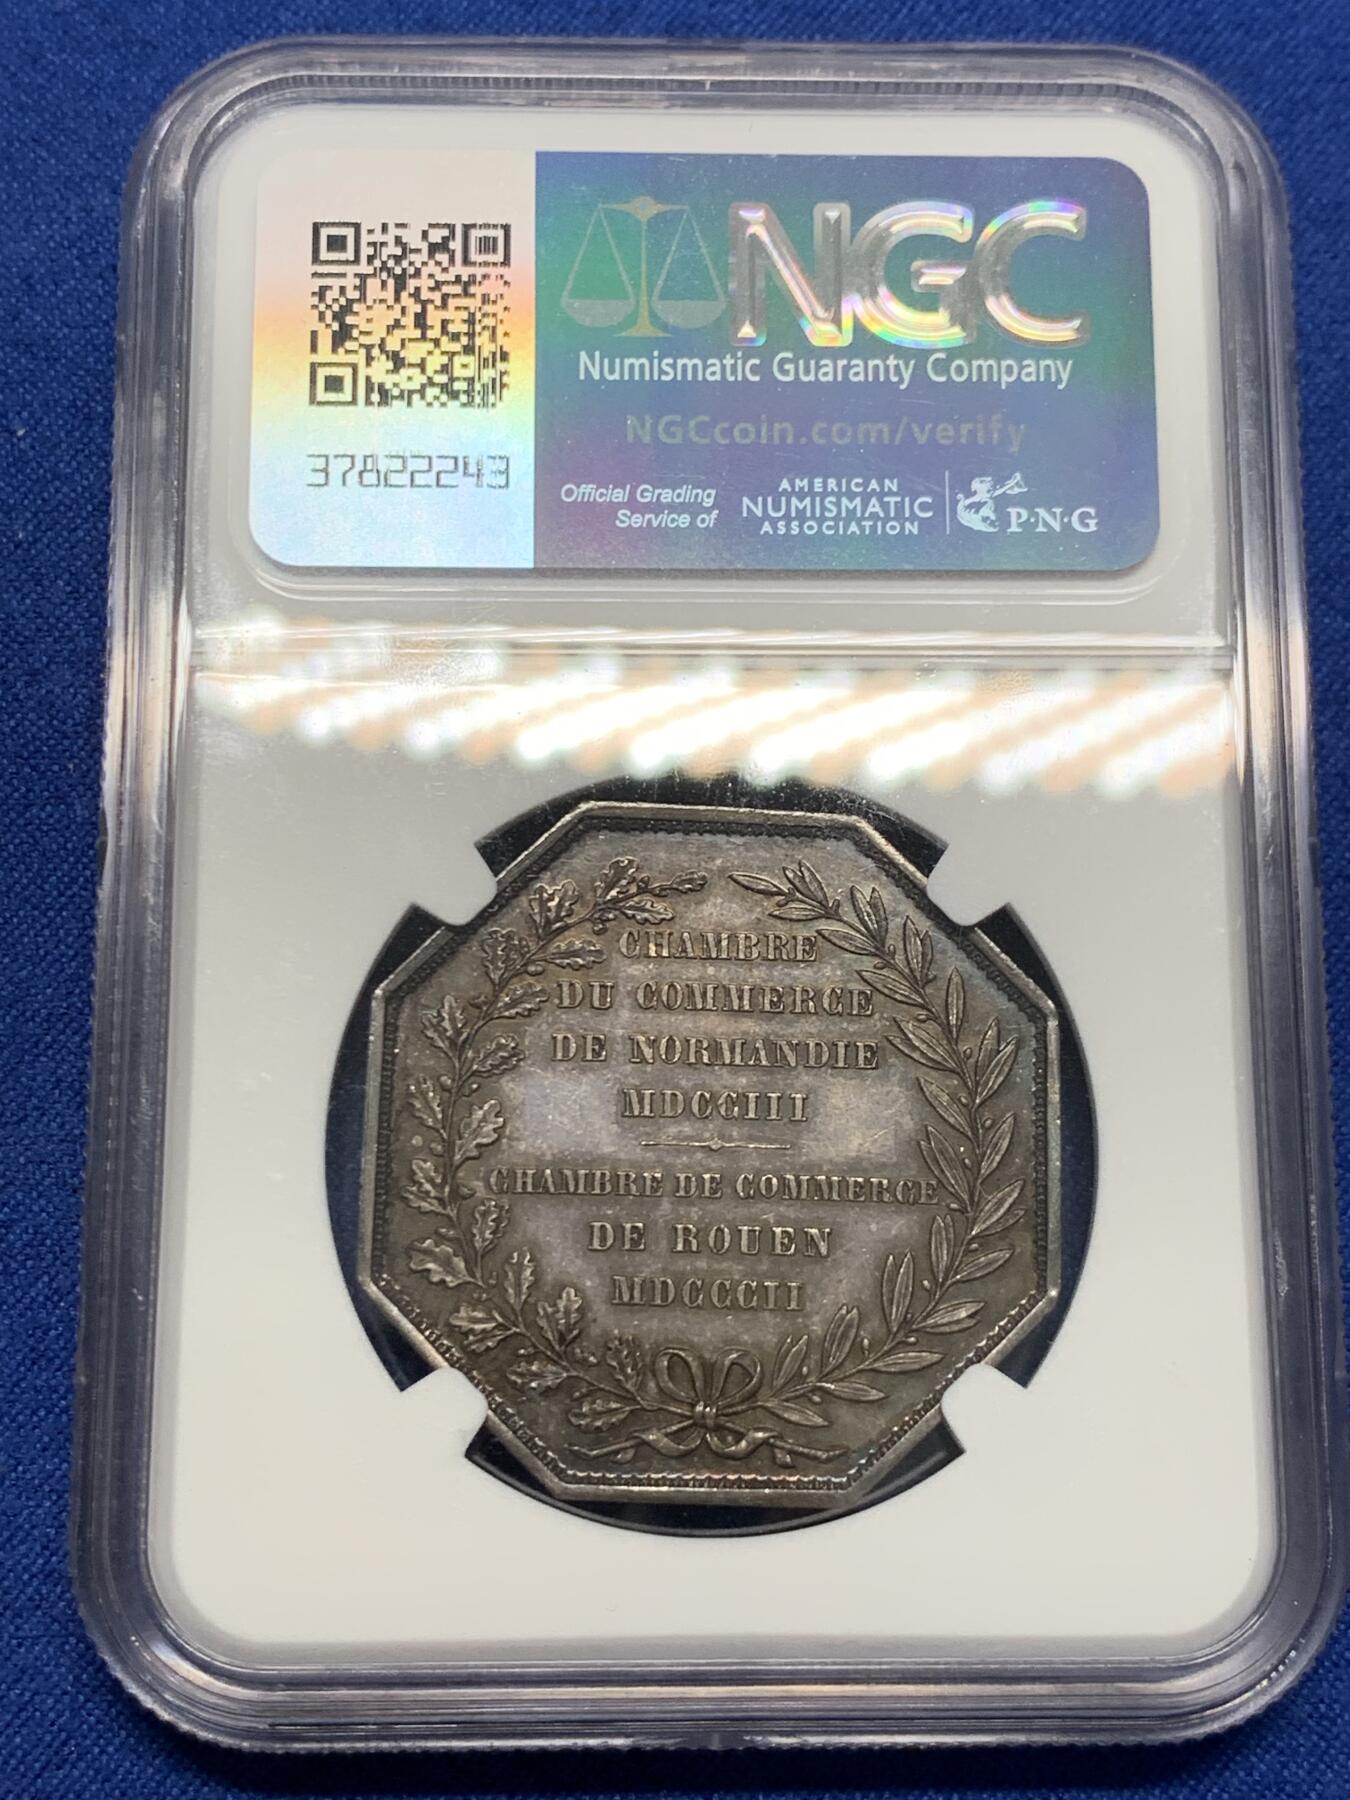 NGC
Numismatic Guaranty Company
NGCcoin.com/verify
37822243
Official Grading
Service of
AMERICAN
NUMISMATIC
ASSOCIATION
P·N·G
CHAMBRE
DU COMMERCE
DE NORMANDIE
MDCCIII
CHAMBRE DE COMMERCE
DE ROUEN
MDCCCII